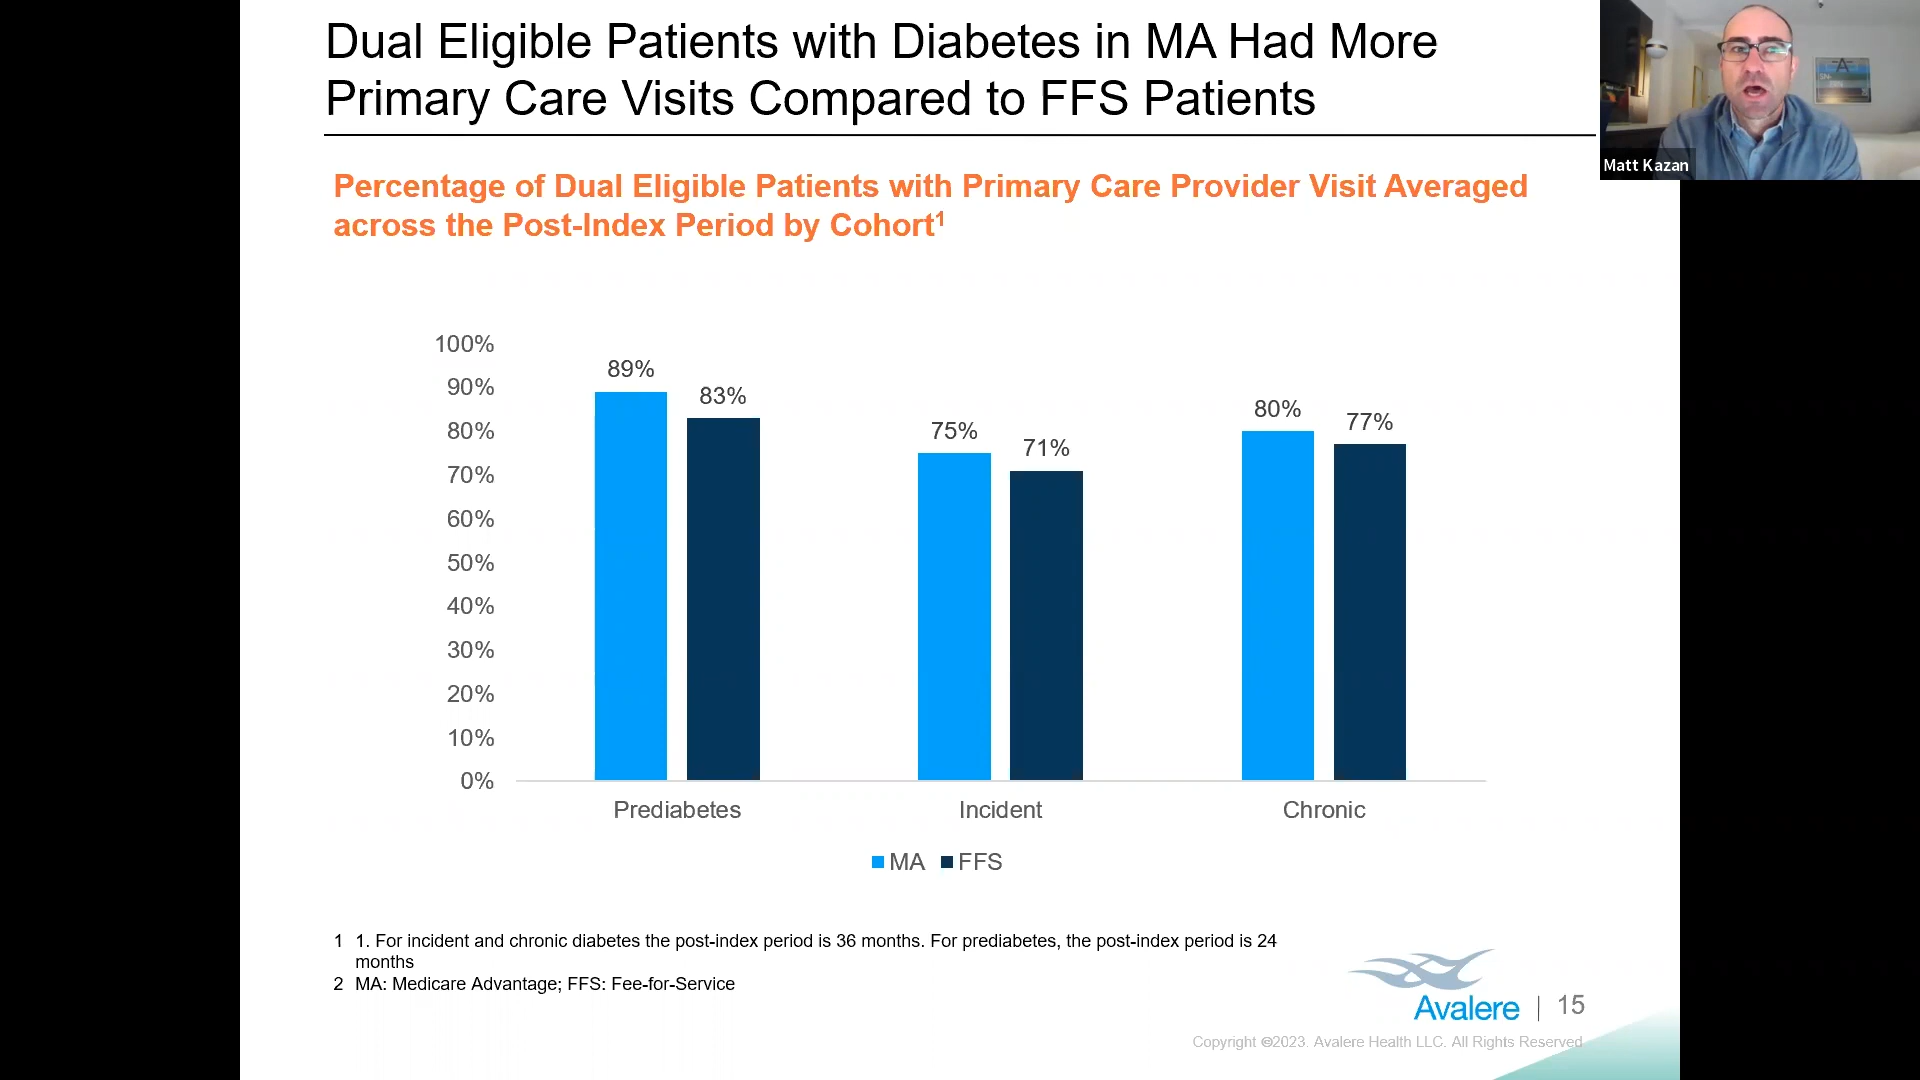 Dual Eligible Patients with Diabetes in MA Had More
Primary Care Visits Compared to FFS Patients
Matt Kazan
Percentage of Dual Eligible Patients with Primary Care Provider Visit Averaged
across the Post-Index Period by Cohort¹
100%
90%
80%
70%
60%
50%
40%
30%
20%
10%
0%
89%
83%
75%
71%
80%
77%
Prediabetes
Incident
Chronic
MA FFS
1 1. For incident and chronic diabetes the post-index period is 36 months. For prediabetes, the post-index period is 24
months
2 MA: Medicare Advantage; FFS: Fee-for-Service
Avalere | 15
Copyright ©2023. Avalere Health LLC. All Rights Reserved.